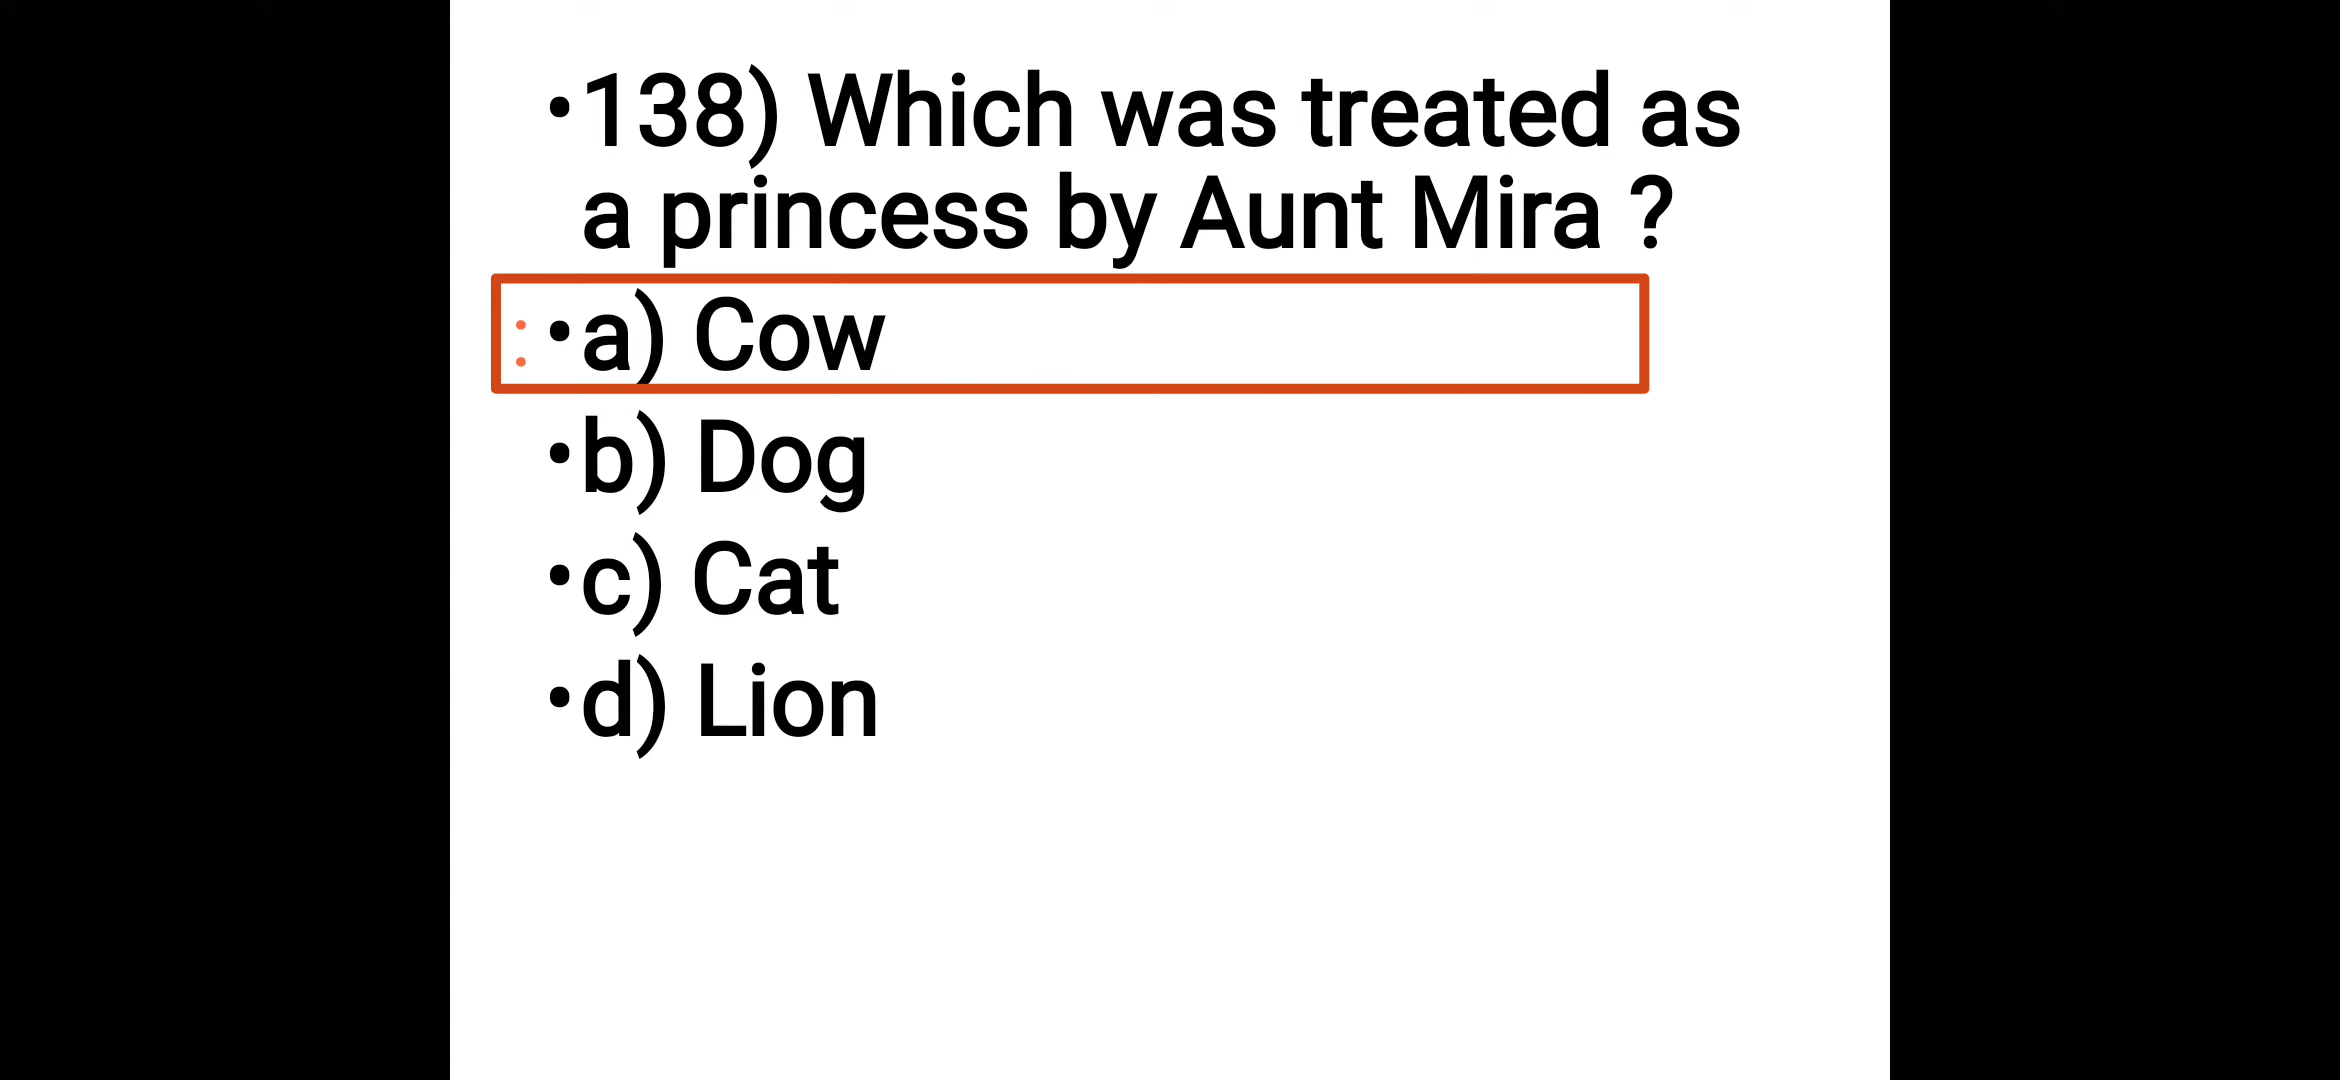 •138) Which was treated as
a princess by Aunt Mira ?
•a) Cow
•b) Dog
•c) Cat
•d) Lion